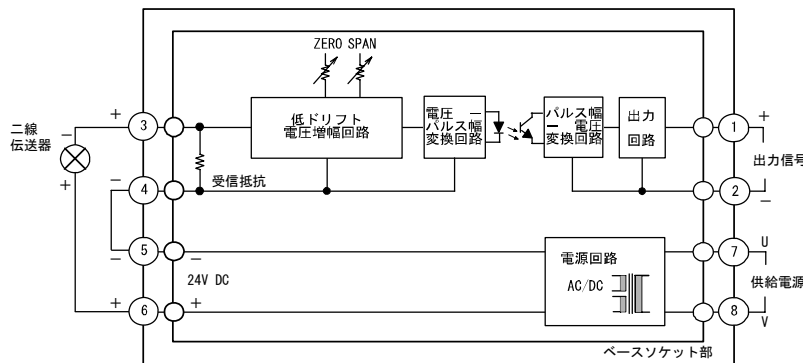 ZERO SPAN
二線
伝送器
+
−
+
3
低ドリフト
電圧増幅回路
電圧 −
パルス幅
変換回路
パルス幅
− 電圧
変換回路
出力
回路
1
+
出力信号
−
2
−
4
受信抵抗
−
5
−
24V DC
+
+
6
電源回路
AC/DC
7
U
供給電源
V
8
ベースソケット部